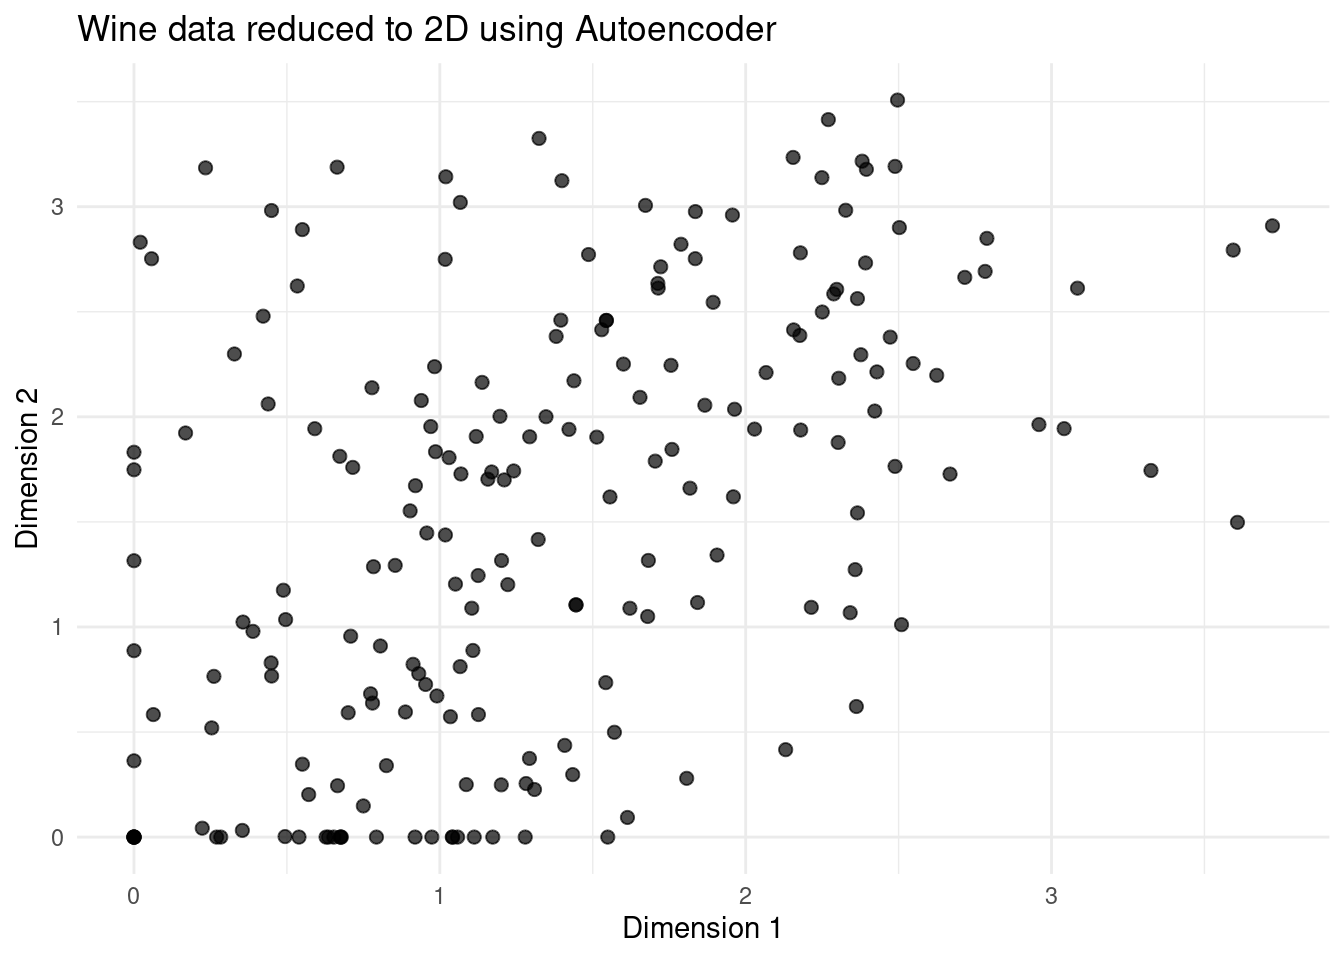 Wine data reduced to 2D using Autoencoder
3
2
1
0
Dimension 2
0 1 2 3
Dimension 1